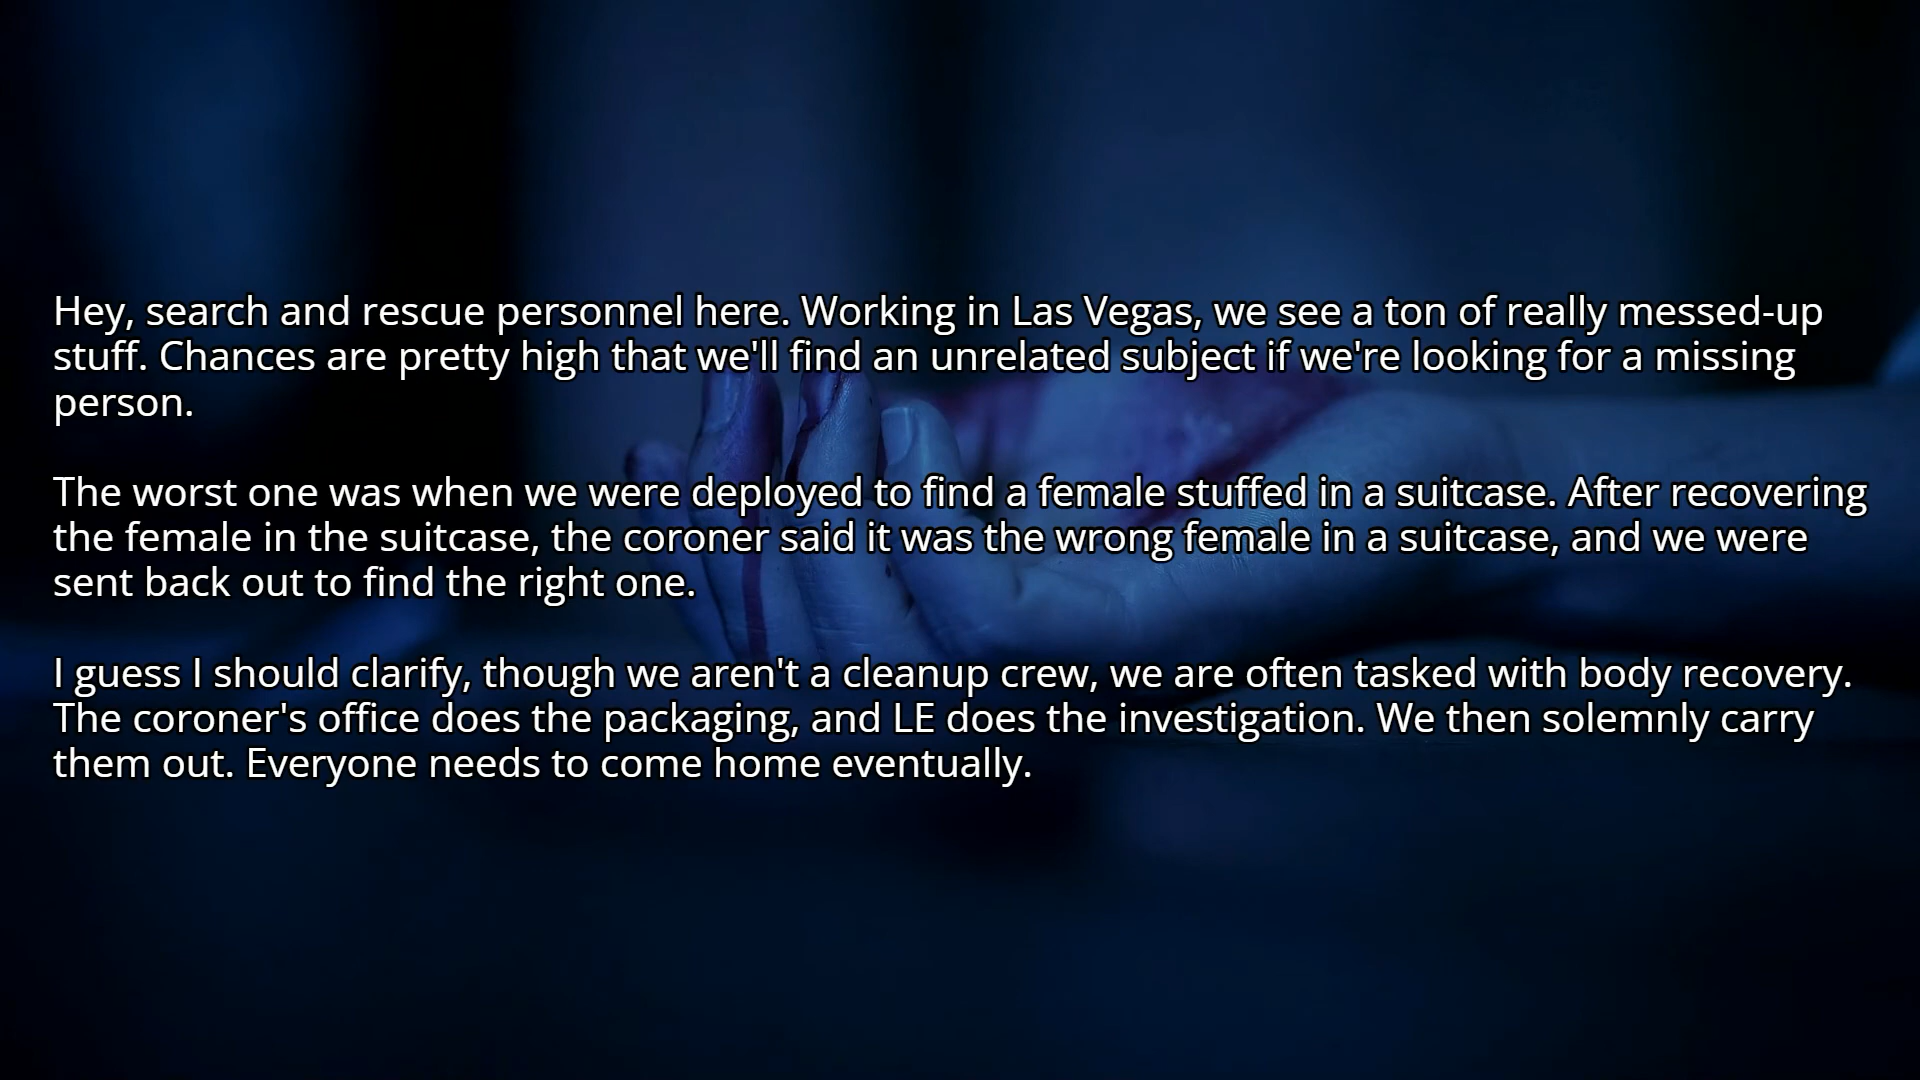 Hey, search and rescue personnel here. Working in Las Vegas, we see a ton of really messed-up
stuff. Chances are pretty high that we'll find an unrelated subject if we're looking for a missing
person.
The worst one was when we were deployed to find a female stuffed in a suitcase. After recovering
the female in the suitcase, the coroner said it was the wrong female in a suitcase, and we were
sent back out to find the right one.
I guess I should clarify, though we aren't a cleanup crew, we are often tasked with body recovery.
The coroner's office does the packaging, and LE does the investigation. We then solemnly carry
them out. Everyone needs to come home eventually.